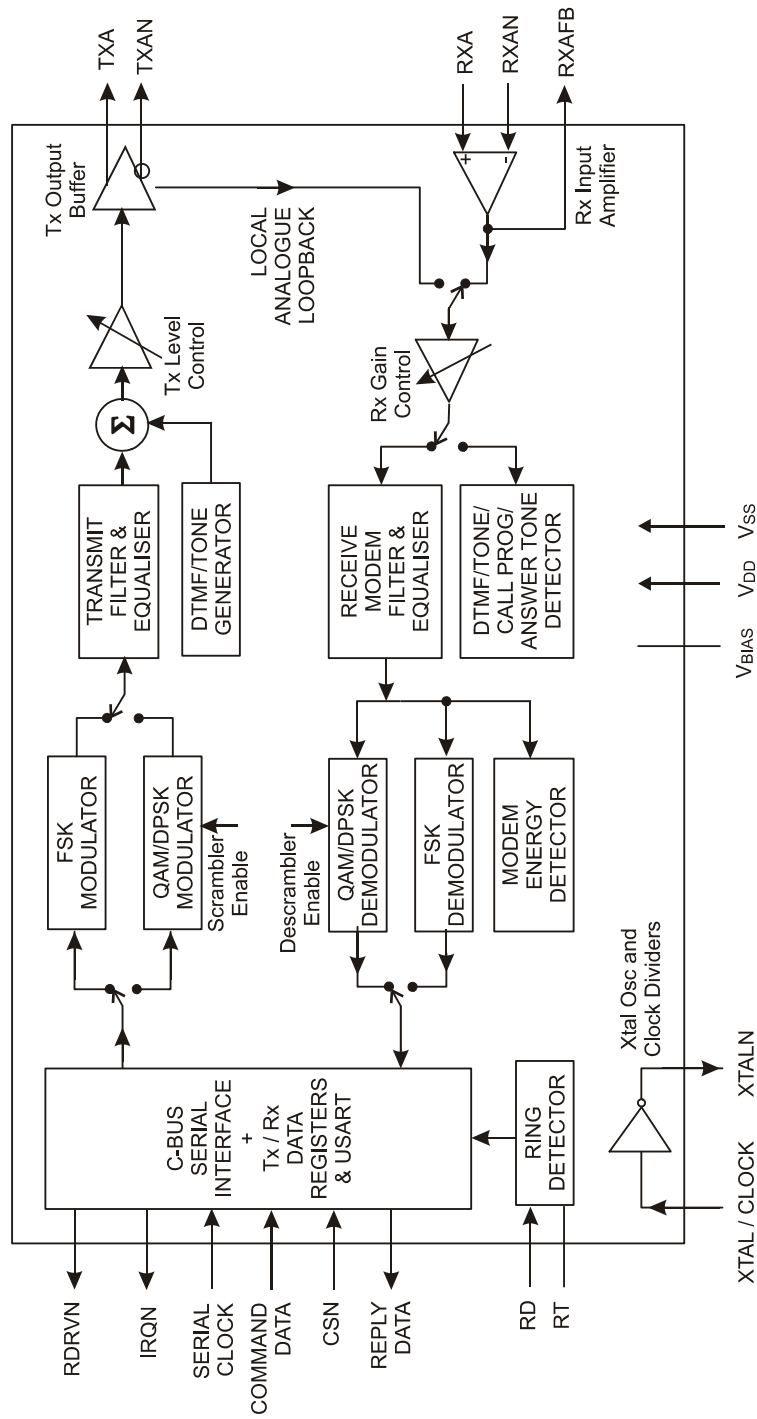 RDRVN
IRQN
SERIAL
CLOCK
COMMAND
DATA
CSN
REPLY
DATA
RD
RT
C-BUS
SERIAL
INTERFACE
+
Tx / Rx
DATA
REGISTERS
& USART
RING
DETECTOR
FSK
MODULATOR
QAM/DPSK
MODULATOR
Scrambler
Enable
Descrambler
Enable
QAM/DPSK
DEMODULATOR
FSK
DEMODULATOR
MODEM
ENERGY
DETECTOR
TRANSMIT
FILTER &
EQUALISER
DTMF/TONE
GENERATOR
RECEIVE
MODEM
FILTER &
EQUALISER
DTMF/TONE/
CALL PROG/
ANSWER TONE
DETECTOR
Σ
Tx Level
Control
Rx Gain
Control
Tx Output
Buffer
LOCAL
ANALOGUE
LOOPBACK
+
-
Rx Input
Amplifier
TXA
TXAN
RXA
RXAN
RXAFB
Xtal Osc and
Clock Dividers
XTAL / CLOCK
XTALN
VBIAS
VDD
VSS